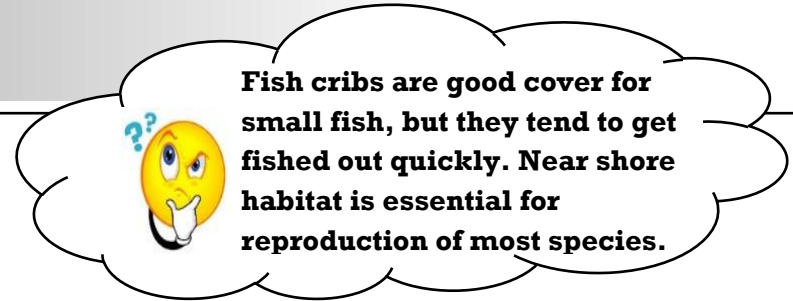 ??
Fish cribs are good cover for
small fish, but they tend to get
fished out quickly. Near shore
habitat is essential for
reproduction of most species.